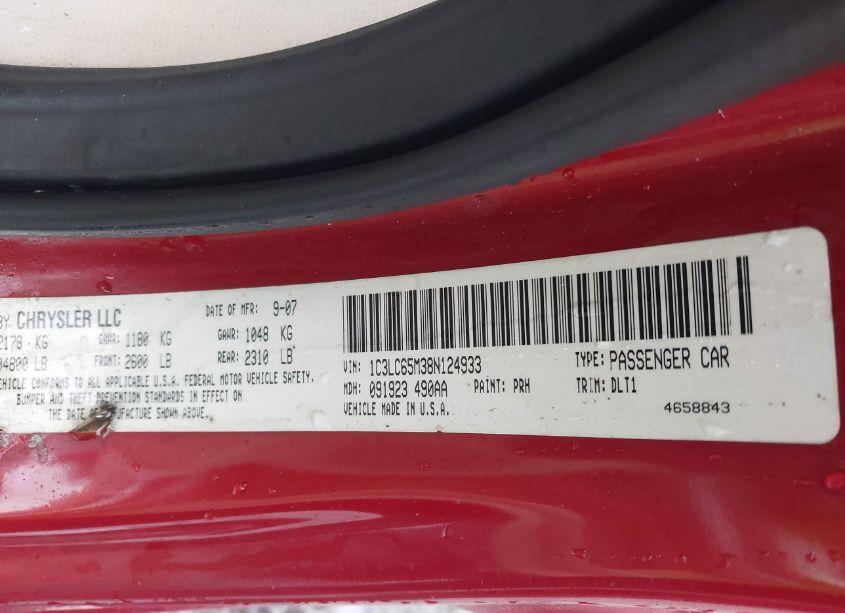 BY CHRYSLER LLC DATE OF MFR: 9-07
2178 - KG GAWR: 1180 KG GAWR: 1048 KG
04800 LB FRONT: 2600 LB REAR: 2310 LB
VEHICLE CONFORMS TO ALL APPLICABLE U.S.A. FEDERAL MOTOR VEHICLE SAFETY,
BUMPER AND THEFT PREVENTION STANDARDS IN EFFECT ON
THE DATE OF MANUFACTURE SHOWN ABOVE.
VIN: 1C3LC65M38N124933 TYPE: PASSENGER CAR
MDH: 091923 490AA PAINT: PRH TRIM: DLT1
VEHICLE MADE IN U.S.A. 4658843